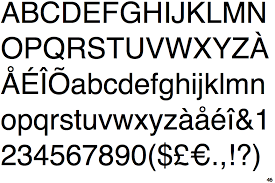 ABCDEFGHIJKLMN
OPQRSTUVWXYZÀ
ÅÉÎÕabcdefghijklmn
opqrstuvwxyzàåéî&1
234567890($£€.,!?)